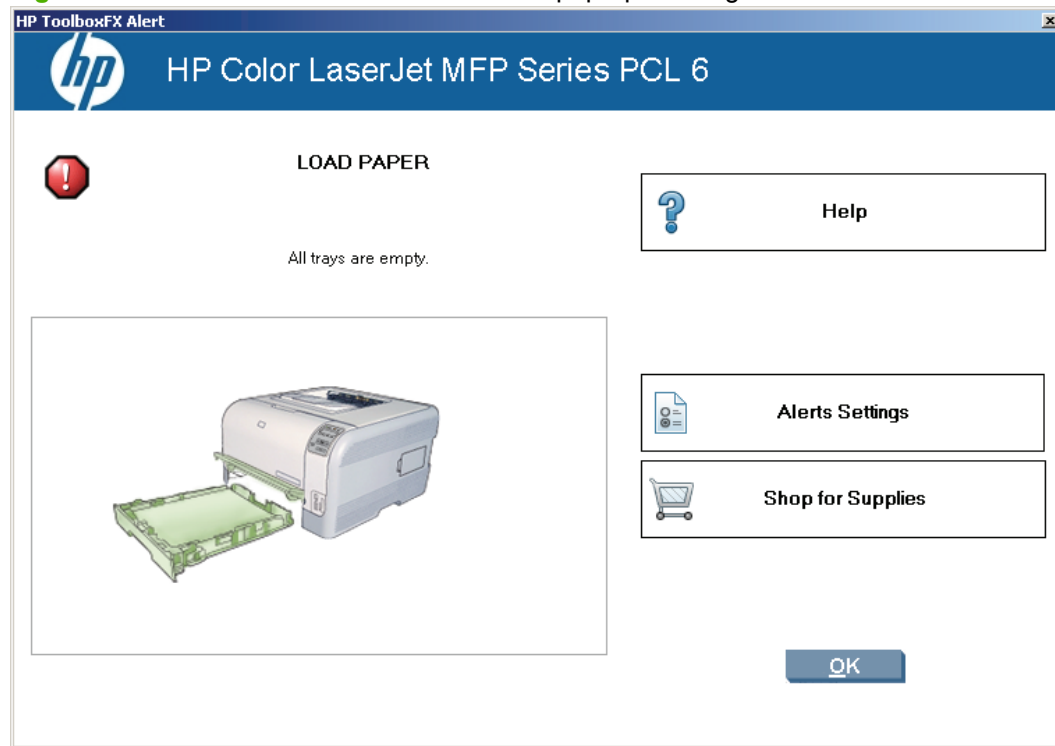 HP ToolboxFX Alert
hp
HP Color LaserJet MFP Series PCL 6
LOAD PAPER
All trays are empty.
Help
Alerts Settings
Shop for Supplies
OK